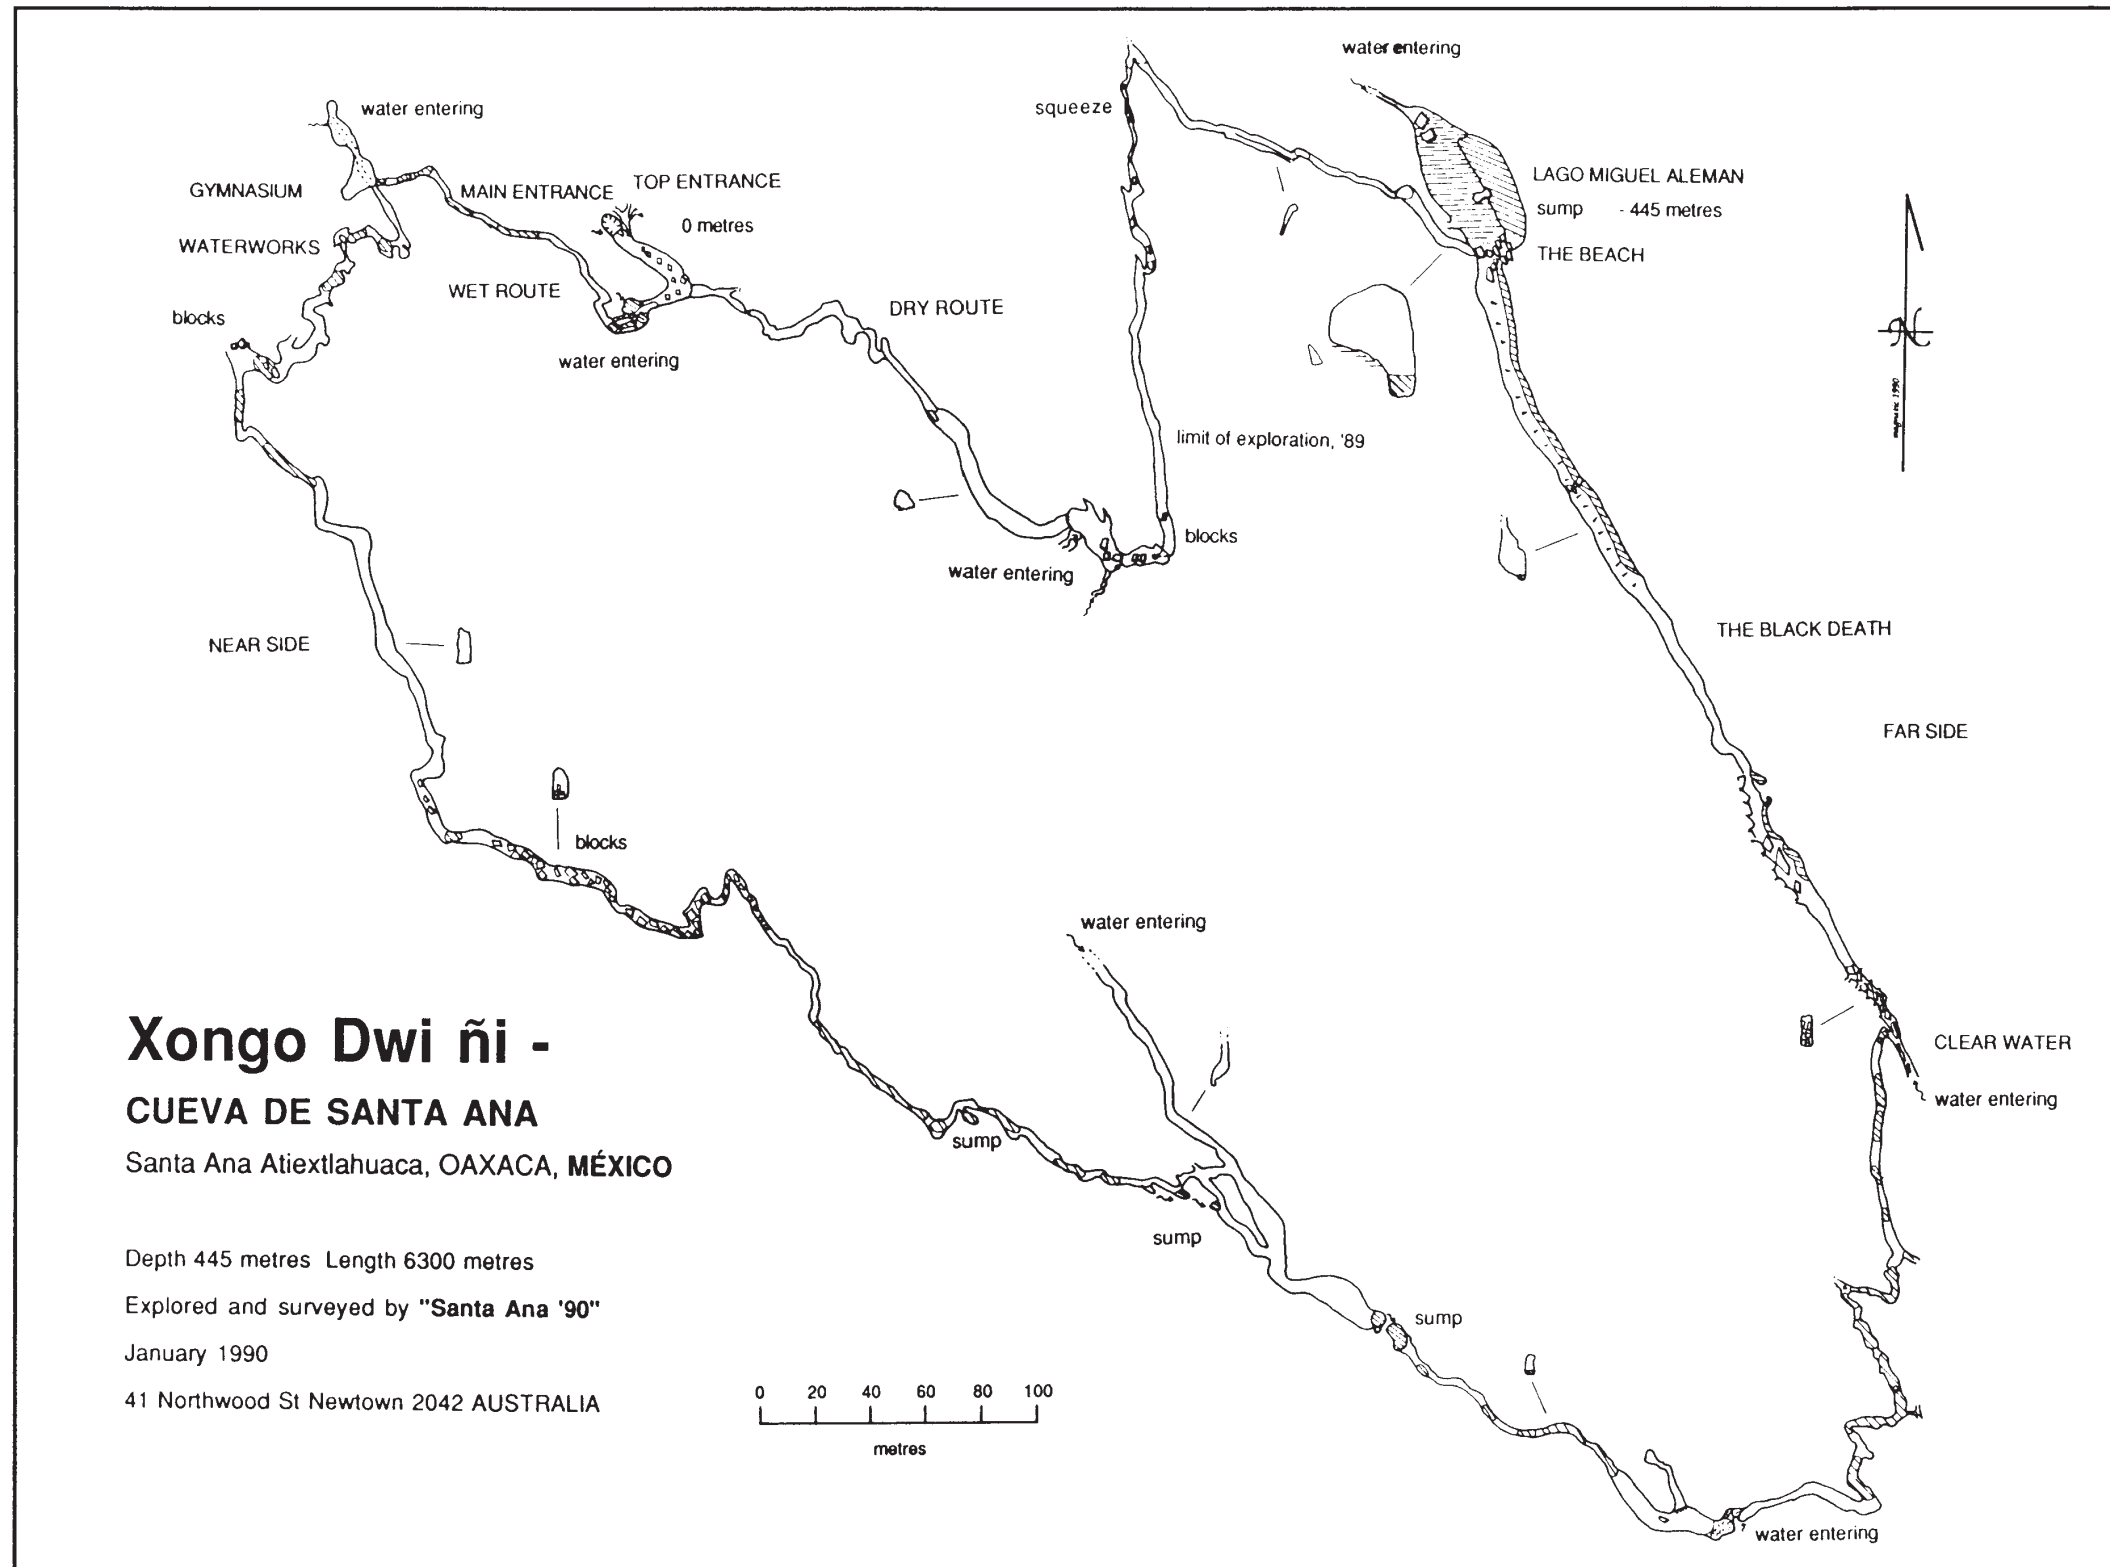 water entering
water entering
squeeze
GYMNASIUM
MAIN ENTRANCE
TOP ENTRANCE
0 metres
LAGO MIGUEL ALEMAN
sump - 445 metres
WATERWORKS
THE BEACH
WET ROUTE
DRY ROUTE
blocks
water entering
magnetic 1990
limit of exploration, '89
blocks
water entering
NEAR SIDE
THE BLACK DEATH
FAR SIDE
blocks
water entering
Xongo Dwi ñi -
CUEVA DE SANTA ANA
Santa Ana Atiextlahuaca, OAXACA, MÉXICO
CLEAR WATER
water entering
sump
sump
sump
Depth 445 metres Length 6300 metres
Explored and surveyed by "Santa Ana '90"
January 1990
41 Northwood St Newtown 2042 AUSTRALIA
0 20 40 60 80 100
metres
water entering